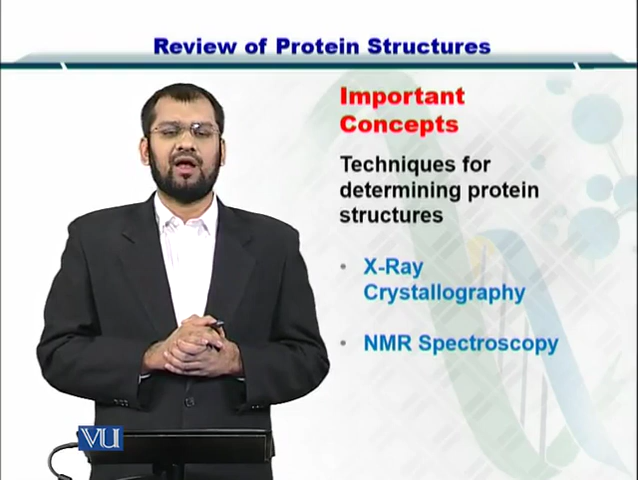 Review of Protein Structures
Important
Concepts
Techniques for
determining protein
structures
• X-Ray
Crystallography
• NMR Spectroscopy
VU